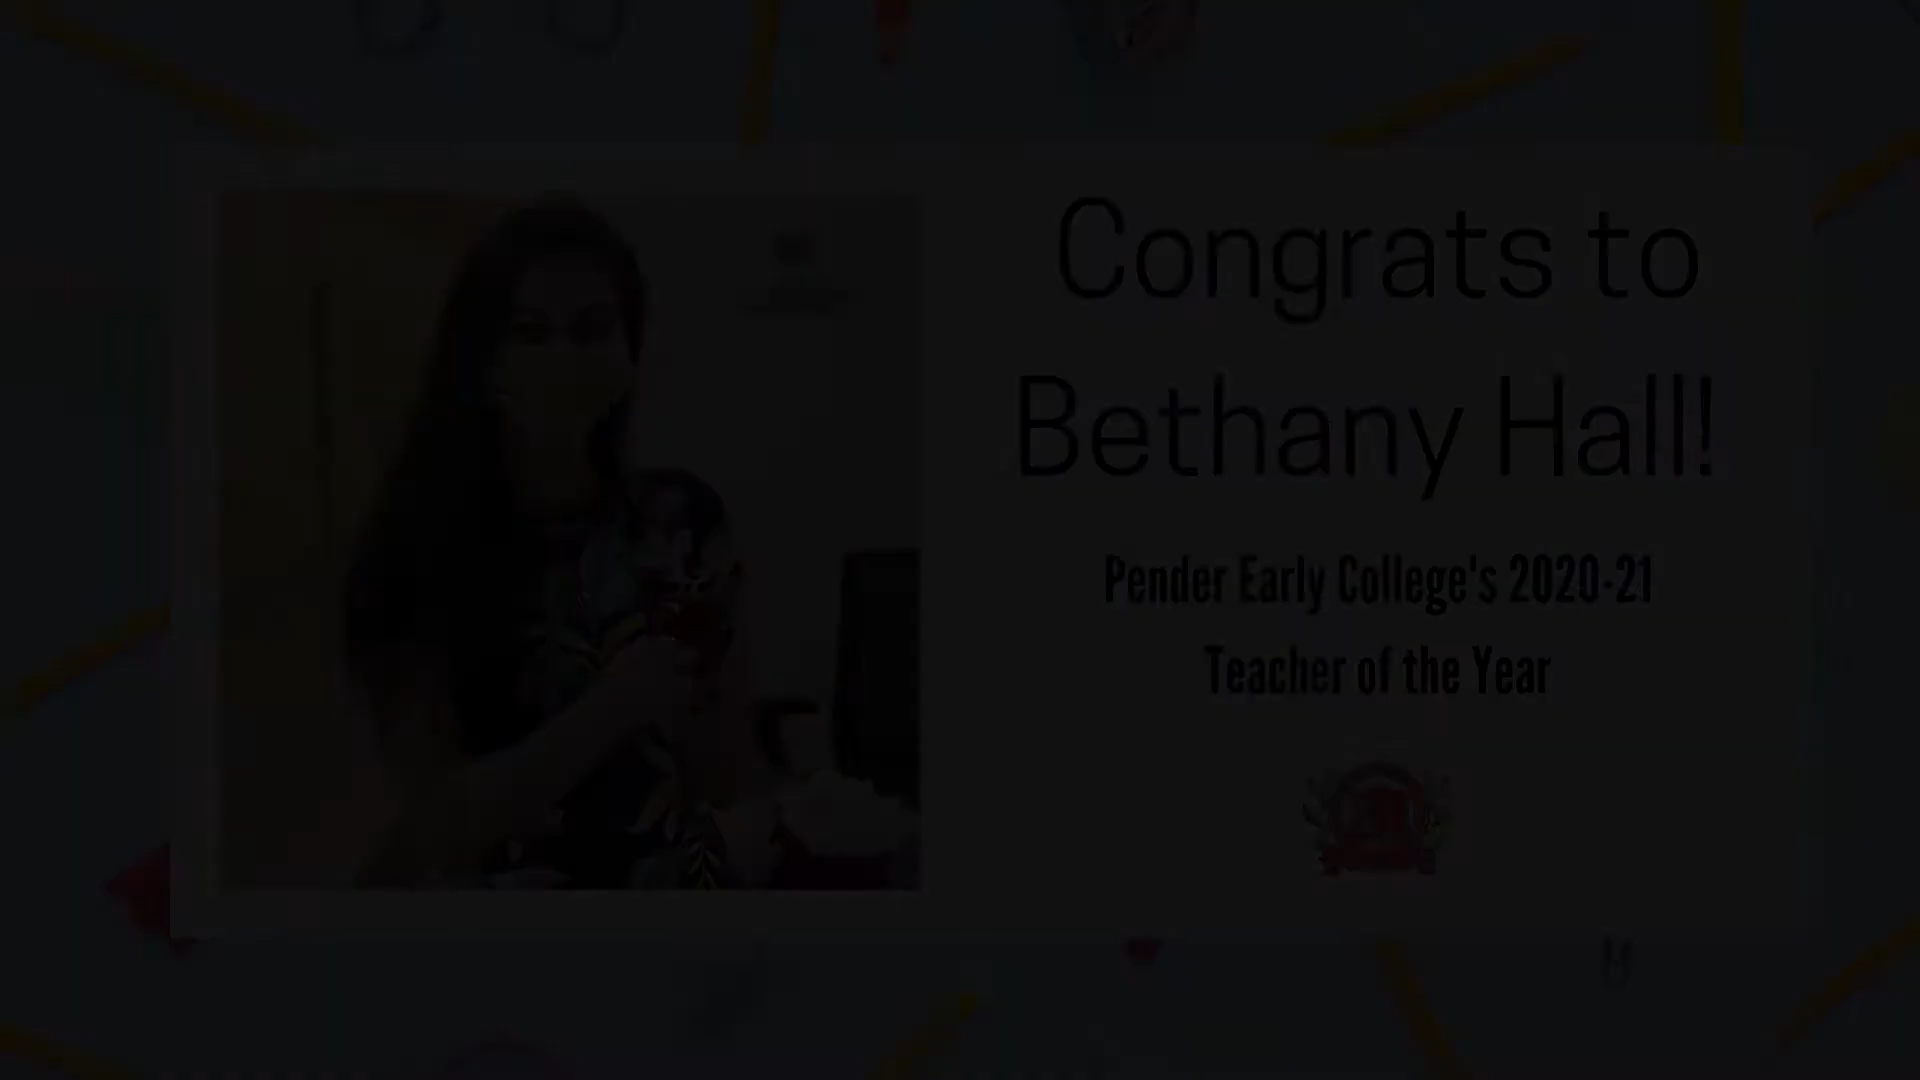 Congrats to
Bethany Hall!
Pender Early College's 2020-21
Teacher of the Year